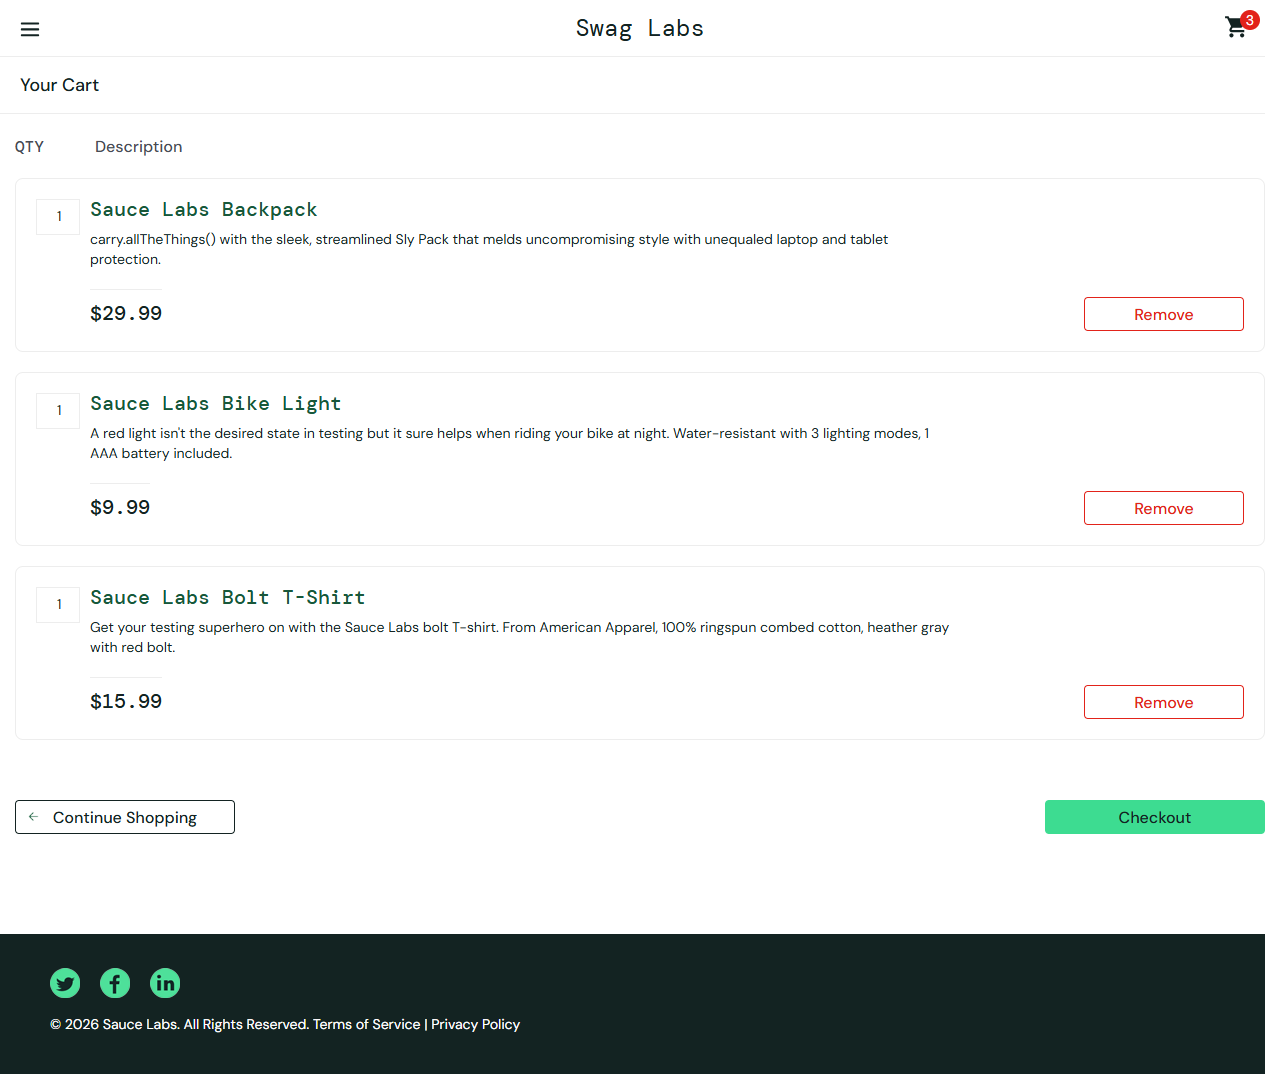 Swag Labs
3
Your Cart
QTY
Description
1
Sauce Labs Backpack
carry.allTheThings() with the sleek, streamlined Sly Pack that melds uncompromising style with unequaled laptop and tablet
protection.
$29.99
Remove
1
Sauce Labs Bike Light
A red light isn't the desired state in testing but it sure helps when riding your bike at night. Water-resistant with 3 lighting modes, 1
AAA battery included.
$9.99
Remove
1
Sauce Labs Bolt T-Shirt
Get your testing superhero on with the Sauce Labs bolt T-shirt. From American Apparel, 100% ringspun combed cotton, heather gray
with red bolt.
$15.99
Remove
Continue Shopping
Checkout
© 2026 Sauce Labs. All Rights Reserved. Terms of Service | Privacy Policy